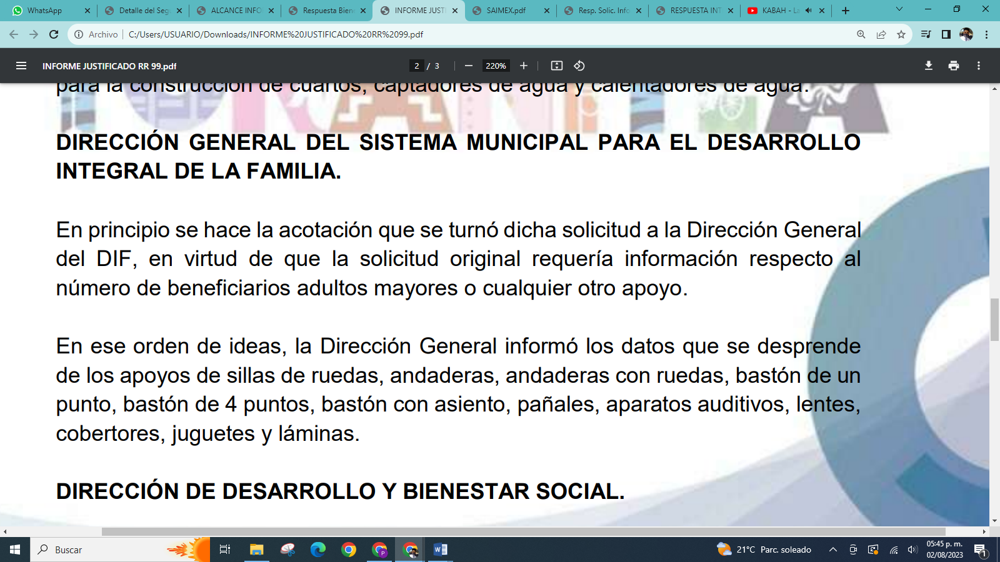 WhatsApp
Detalle del Seg
ALCANCE INFO
Respuesta Bien
INFORME JUSTI
SAIMEX.pdf
Resp. Solic. Info
RESPUESTA INT
KABAH - La
Archivo
C:/Users/USUARIO/Downloads/INFORME%20JUSTIFICADO%20RR%2099.pdf
INFORME JUSTIFICADO RR 99.pdf
2 / 3
220%
para la construcción de cuartos, captadores de agua y calentadores de agua.
DIRECCIÓN GENERAL DEL SISTEMA MUNICIPAL PARA EL DESARROLLO
INTEGRAL DE LA FAMILIA.
En principio se hace la acotación que se turnó dicha solicitud a la Dirección General
del DIF, en virtud de que la solicitud original requería información respecto al
número de beneficiarios adultos mayores o cualquier otro apoyo.
En ese orden de ideas, la Dirección General informó los datos que se desprende
de los apoyos de sillas de ruedas, andaderas, andaderas con ruedas, bastón de un
punto, bastón de 4 puntos, bastón con asiento, pañales, aparatos auditivos, lentes,
cobertores, juguetes y láminas.
DIRECCIÓN DE DESARROLLO Y BIENESTAR SOCIAL.
Buscar
21°C Parc. soleado
05:45 p. m.
02/08/2023
1